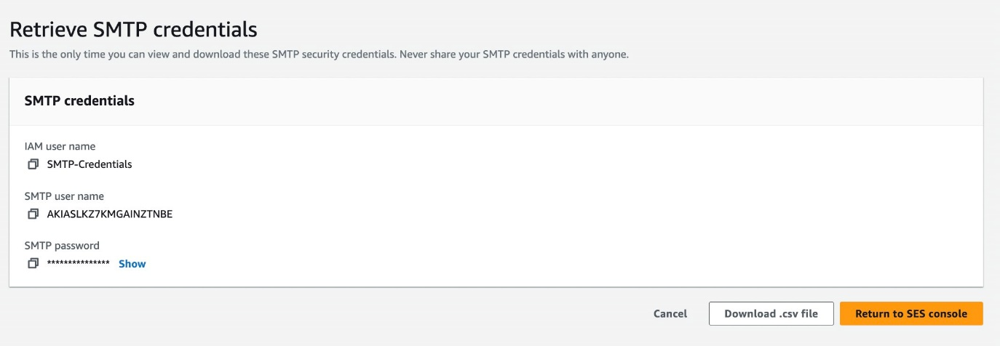 Retrieve SMTP credentials
This is the only time you can view and download these SMTP security credentials. Never share your SMTP credentials with anyone.
SMTP credentials
IAM user name
SMTP-Credentials
SMTP user name
AKIASLKZ7KMGAINZTNBE
SMTP password
*************** Show
Cancel Download .csv file Return to SES console